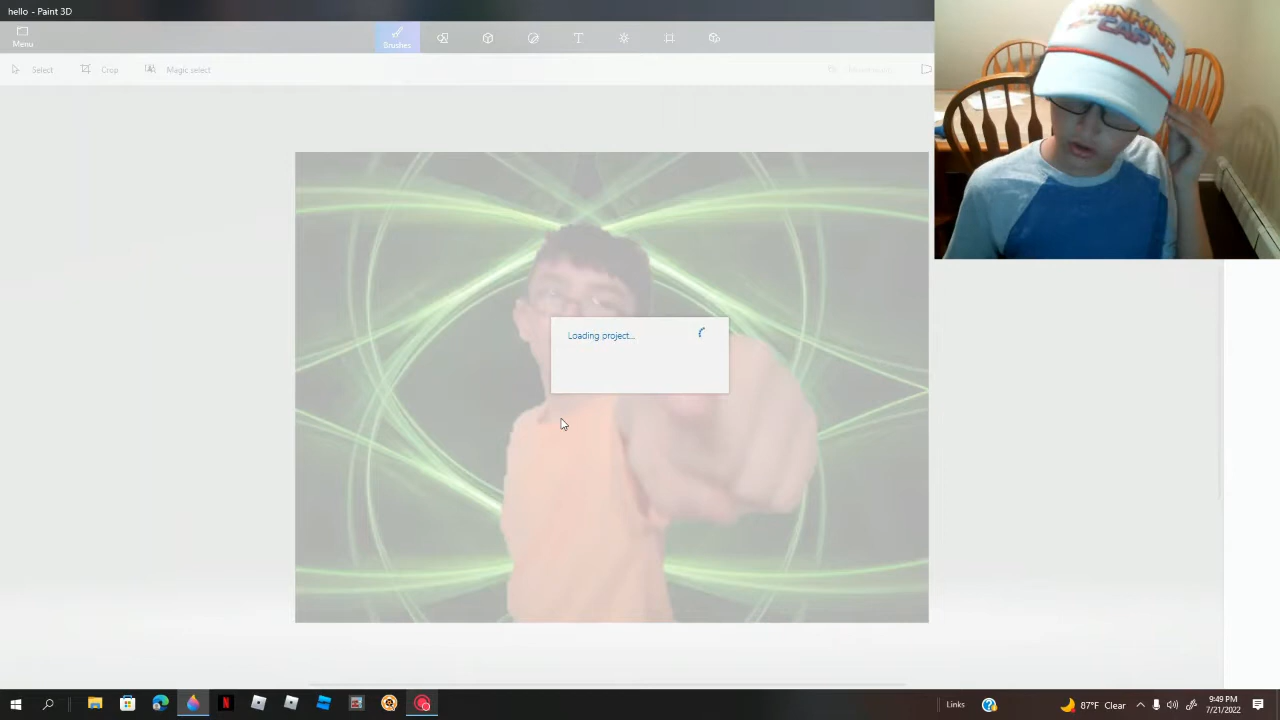 hello - Paint 3D
Menu
Brushes
Select
Crop
Magic select
THINKING
CAP
Loading project...
Links
87°F Clear
9:49 PM
7/21/2022